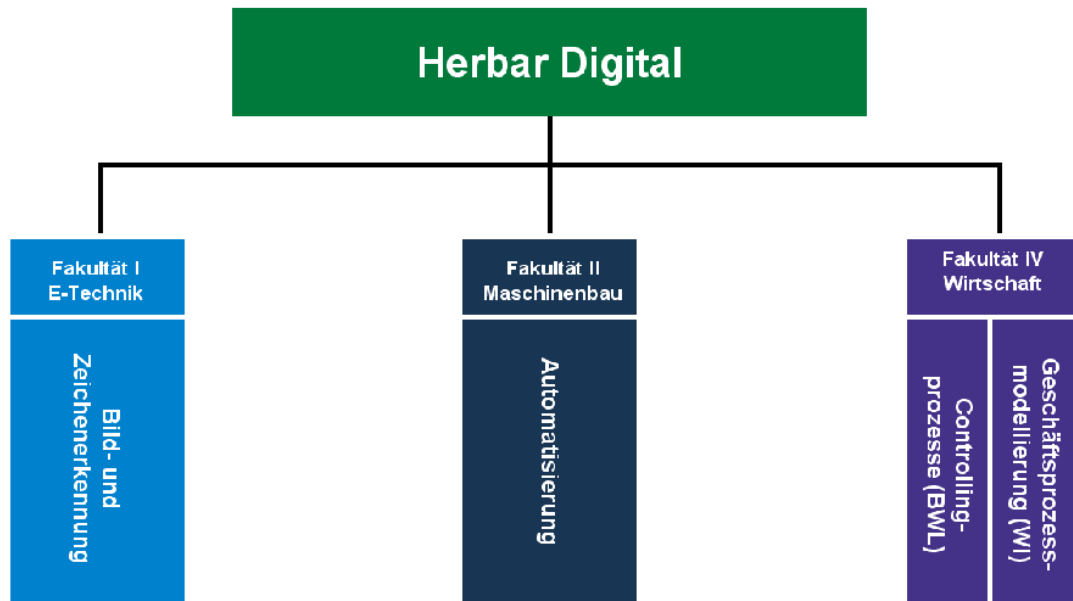 Herbar Digital
Fakultät I
E-Technik
Bild- und
Zeichenerkennung
Fakultät II
Maschinenbau
Automatisierung
Fakultät IV
Wirtschaft
Controlling-
prozesse (BWL)
Geschäftsprozess-
modellierung (WI)